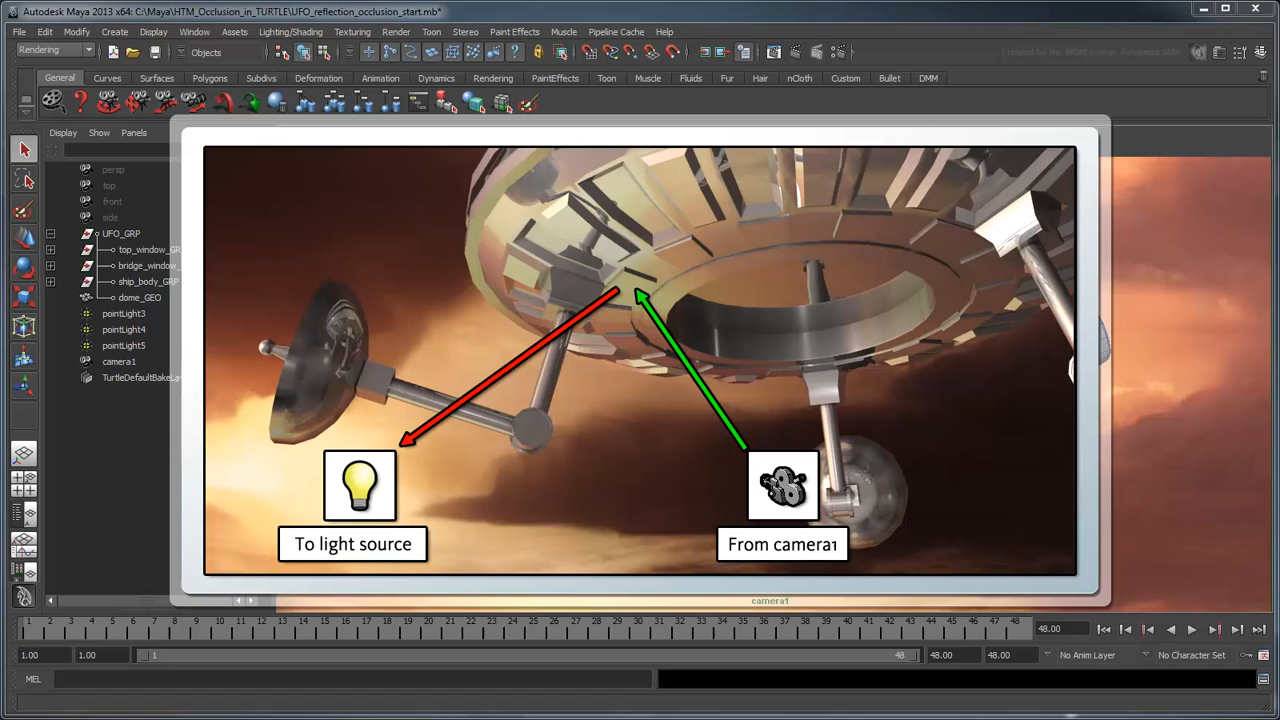 Autodesk Maya 2013 x64: C:\Maya\HTM_Occlusion_in_TURTLE\UFO_reflection_occlusion_start.mb*
File Edit Modify Create Display Window Assets Lighting/Shading Texturing Render Toon Stereo Paint Effects Muscle Pipeline Cache Help
Rendering Objects
General Curves Surfaces Polygons Subdivs Deformation Animation Dynamics Rendering PaintEffects Toon Muscle Fluids Fur Hair nCloth Custom Bullet DMM
Display Show Panels
persp
top
front
side
UFO_GRP
top_window_GR
bridge_window_
ship_body_GRP
dome_GEO
pointLight3
pointLight4
pointLight5
camera1
TurtleDefaultBakeLa
To light source
From camera1
camera1
1 2 3 4 5 6 7 8 9 10 11 12 13 14 15 16 17 18 19 20 21 22 23 24 25 26 27 28 29 30 31 32 33 34 35 36 37 38 39 40 41 42 43 44 45 46 47 48 48.00
1.00 1.00 1 48 48.00 48.00 No Anim Layer No Character Set
MEL